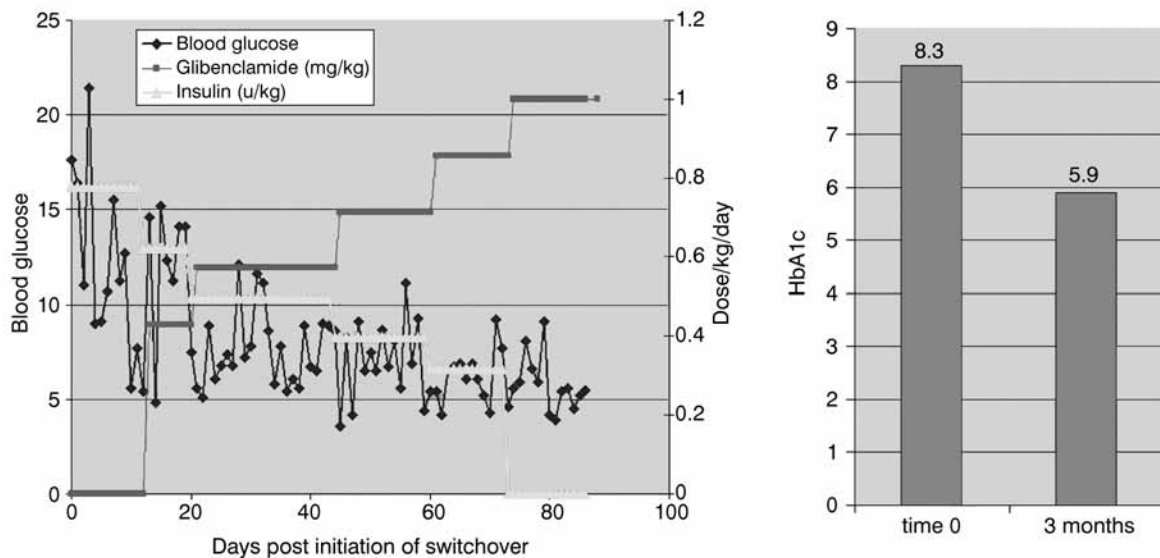 25
20
15
10
5
0
Blood glucose
Blood glucose
Glibenclamide (mg/kg)
Insulin (u/kg)
1.2
1
0.8
0.6
0.4
0.2
0
Dose/kg/day
0 20 40 60 80 100
Days post initiation of switchover
9
8
7
6
5
4
3
2
1
0
HbA1c
8.3
5.9
time 0 3 months